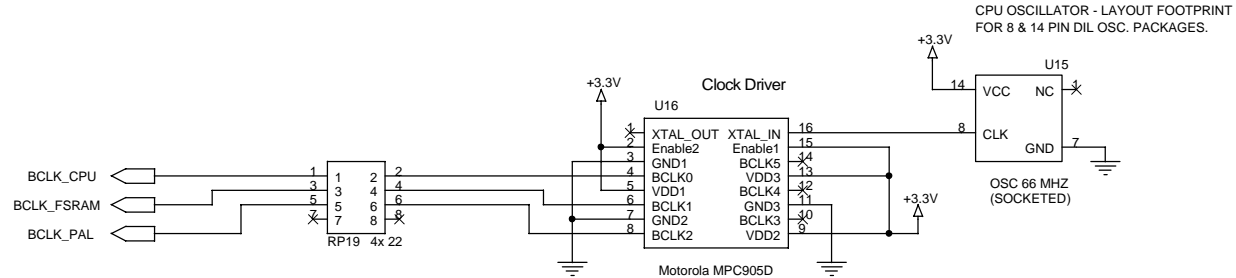 CPU OSCILLATOR - LAYOUT FOOTPRINT
FOR 8 & 14 PIN DIL OSC. PACKAGES.
+3.3V
U15
14 VCC NC 1
8 CLK
GND 7
OSC 66 MHZ
(SOCKETED)
+3.3V
Clock Driver
U16
1 XTAL_OUT XTAL_IN 16
2 Enable2 Enable1 15
3 GND1 BCLK5 14
4 BCLK0 VDD3 13
5 VDD1 BCLK4 12
6 BCLK1 GND3 11
7 GND2 BCLK3 10
8 BCLK2 VDD2 9
+3.3V
Motorola MPC905D
BCLK_CPU 1 1 2 2
BCLK_FSRAM 3 3 4 4
BCLK_PAL 5 5 6 6
7 7 8 8
RP19 4x 22